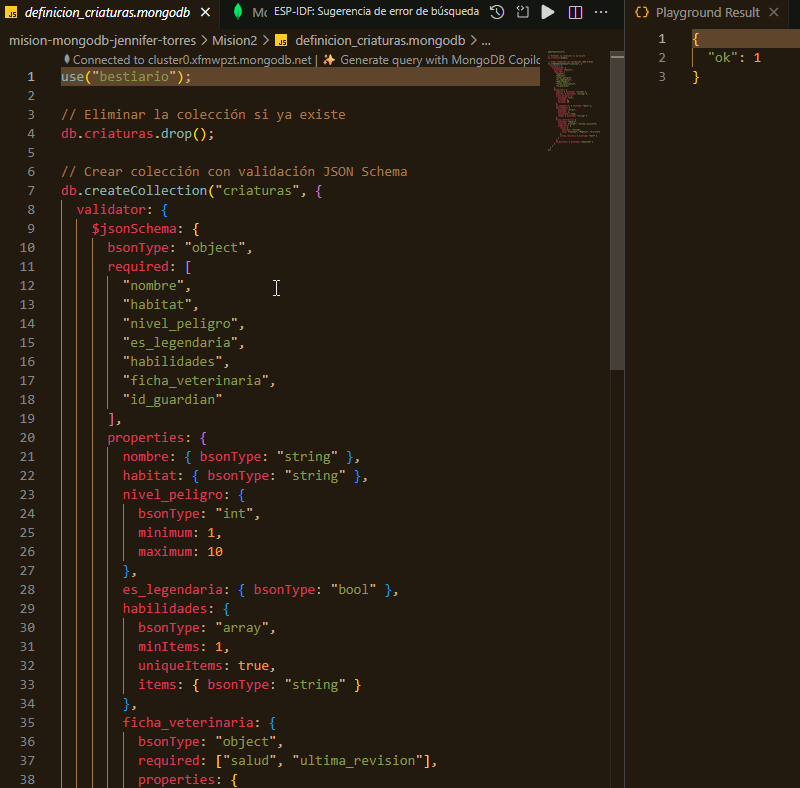 definicion_criaturas.mongodb
ESP-IDF: Sugerencia de error de búsqueda
Playground Result
mision-mongodb-jennifer-torres > Mision2 > JS definicion_criaturas.mongodb > ...
Connected to cluster0.xfmwpzt.mongodb.net | Generate query with MongoDB Copilo
1 use("bestiario");
2
3 // Eliminar la colección si ya existe
4 db.criaturas.drop();
5
6 // Crear colección con validación JSON Schema
7 db.createCollection("criaturas", {
8 validator: {
9 $jsonSchema: {
10 bsonType: "object",
11 required: [
12 "nombre",
13 "habitat",
14 "nivel_peligro",
15 "es_legendaria",
16 "habilidades",
17 "ficha_veterinaria",
18 "id_guardian"
19 ],
20 properties: {
21 nombre: { bsonType: "string" },
22 habitat: { bsonType: "string" },
23 nivel_peligro: {
24 bsonType: "int",
25 minimum: 1,
26 maximum: 10
27 },
28 es_legendaria: { bsonType: "bool" },
29 habilidades: {
30 bsonType: "array",
31 minItems: 1,
32 uniqueItems: true,
33 items: { bsonType: "string" }
34 },
35 ficha_veterinaria: {
36 bsonType: "object",
37 required: ["salud", "ultima_revision"],
38 properties: {
1 {
2 "ok": 1
3 }